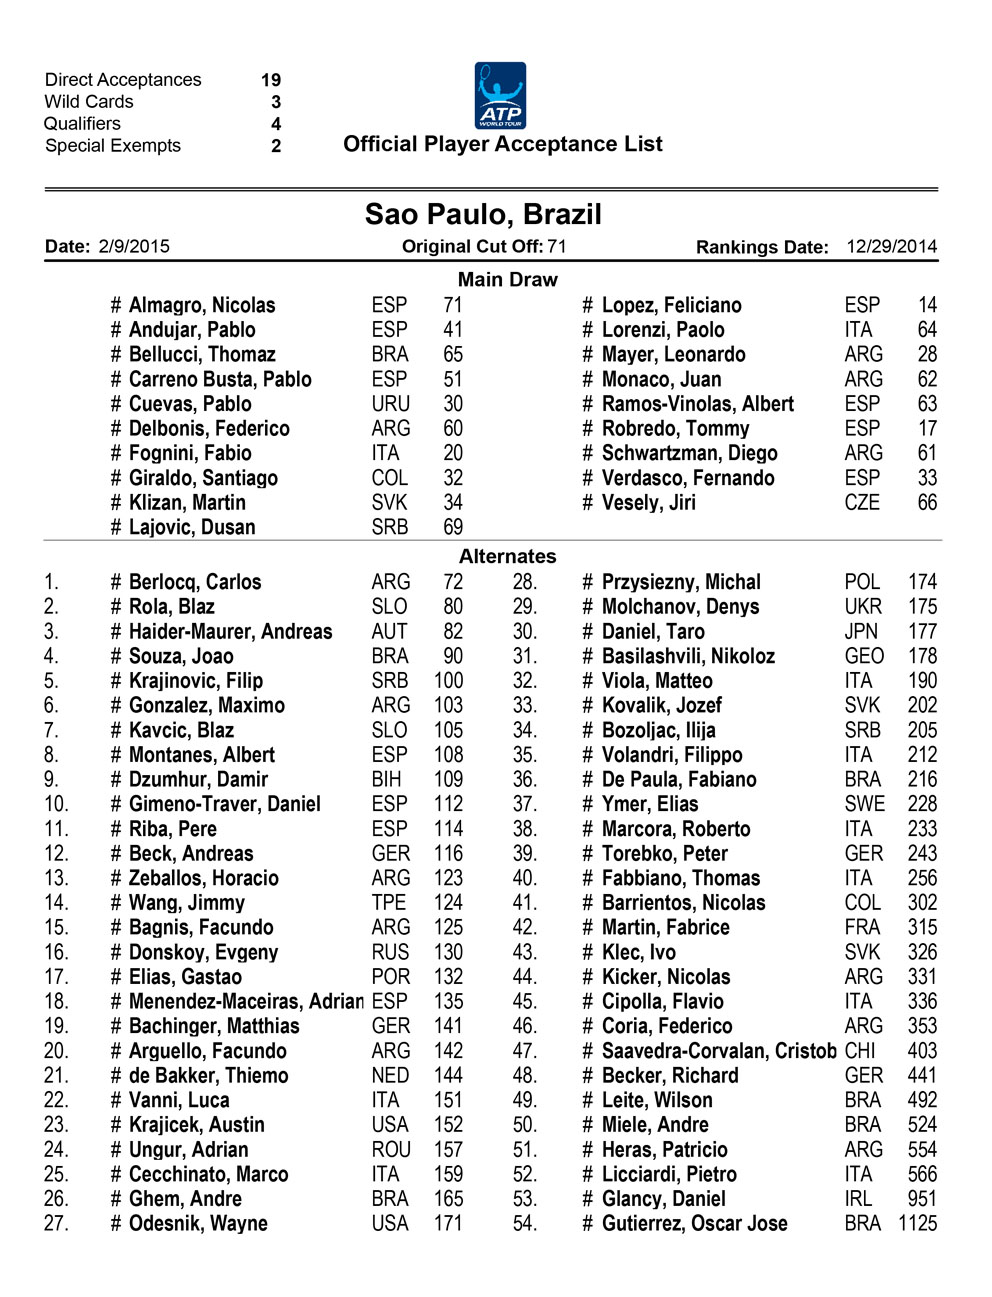 Direct Acceptances 19
Wild Cards 3
Qualifiers 4
Special Exempts 2
ATP
WORLD TOUR
Official Player Acceptance List
Sao Paulo, Brazil
Date: 2/9/2015 Original Cut Off: 71 Rankings Date: 12/29/2014
Main Draw
# Almagro, Nicolas ESP 71 # Lopez, Feliciano ESP 14
# Andujar, Pablo ESP 41 # Lorenzi, Paolo ITA 64
# Bellucci, Thomaz BRA 65 # Mayer, Leonardo ARG 28
# Carreno Busta, Pablo ESP 51 # Monaco, Juan ARG 62
# Cuevas, Pablo URU 30 # Ramos-Vinolas, Albert ESP 63
# Delbonis, Federico ARG 60 # Robredo, Tommy ESP 17
# Fognini, Fabio ITA 20 # Schwartzman, Diego ARG 61
# Giraldo, Santiago COL 32 # Verdasco, Fernando ESP 33
# Klizan, Martin SVK 34 # Vesely, Jiri CZE 66
# Lajovic, Dusan SRB 69
Alternates
1. # Berlocq, Carlos ARG 72 28. # Przysiezny, Michal POL 174
2. # Rola, Blaz SLO 80 29. # Molchanov, Denys UKR 175
3. # Haider-Maurer, Andreas AUT 82 30. # Daniel, Taro JPN 177
4. # Souza, Joao BRA 90 31. # Basilashvili, Nikoloz GEO 178
5. # Krajinovic, Filip SRB 100 32. # Viola, Matteo ITA 190
6. # Gonzalez, Maximo ARG 103 33. # Kovalik, Jozef SVK 202
7. # Kavcic, Blaz SLO 105 34. # Bozoljac, Ilija SRB 205
8. # Montanes, Albert ESP 108 35. # Volandri, Filippo ITA 212
9. # Dzumhur, Damir BIH 109 36. # De Paula, Fabiano BRA 216
10. # Gimeno-Traver, Daniel ESP 112 37. # Ymer, Elias SWE 228
11. # Riba, Pere ESP 114 38. # Marcora, Roberto ITA 233
12. # Beck, Andreas GER 116 39. # Torebko, Peter GER 243
13. # Zeballos, Horacio ARG 123 40. # Fabbiano, Thomas ITA 256
14. # Wang, Jimmy TPE 124 41. # Barrientos, Nicolas COL 302
15. # Bagnis, Facundo ARG 125 42. # Martin, Fabrice FRA 315
16. # Donskoy, Evgeny RUS 130 43. # Klec, Ivo SVK 326
17. # Elias, Gastao POR 132 44. # Kicker, Nicolas ARG 331
18. # Menendez-Maceiras, Adrian ESP 135 45. # Cipolla, Flavio ITA 336
19. # Bachinger, Matthias GER 141 46. # Coria, Federico ARG 353
20. # Arguello, Facundo ARG 142 47. # Saavedra-Corvalan, Cristob CHI 403
21. # de Bakker, Thiemo NED 144 48. # Becker, Richard GER 441
22. # Vanni, Luca ITA 151 49. # Leite, Wilson BRA 492
23. # Krajicek, Austin USA 152 50. # Miele, Andre BRA 524
24. # Ungur, Adrian ROU 157 51. # Heras, Patricio ARG 554
25. # Cecchinato, Marco ITA 159 52. # Licciardi, Pietro ITA 566
26. # Ghem, Andre BRA 165 53. # Glancy, Daniel IRL 951
27. # Odesnik, Wayne USA 171 54. # Gutierrez, Oscar Jose BRA 1125